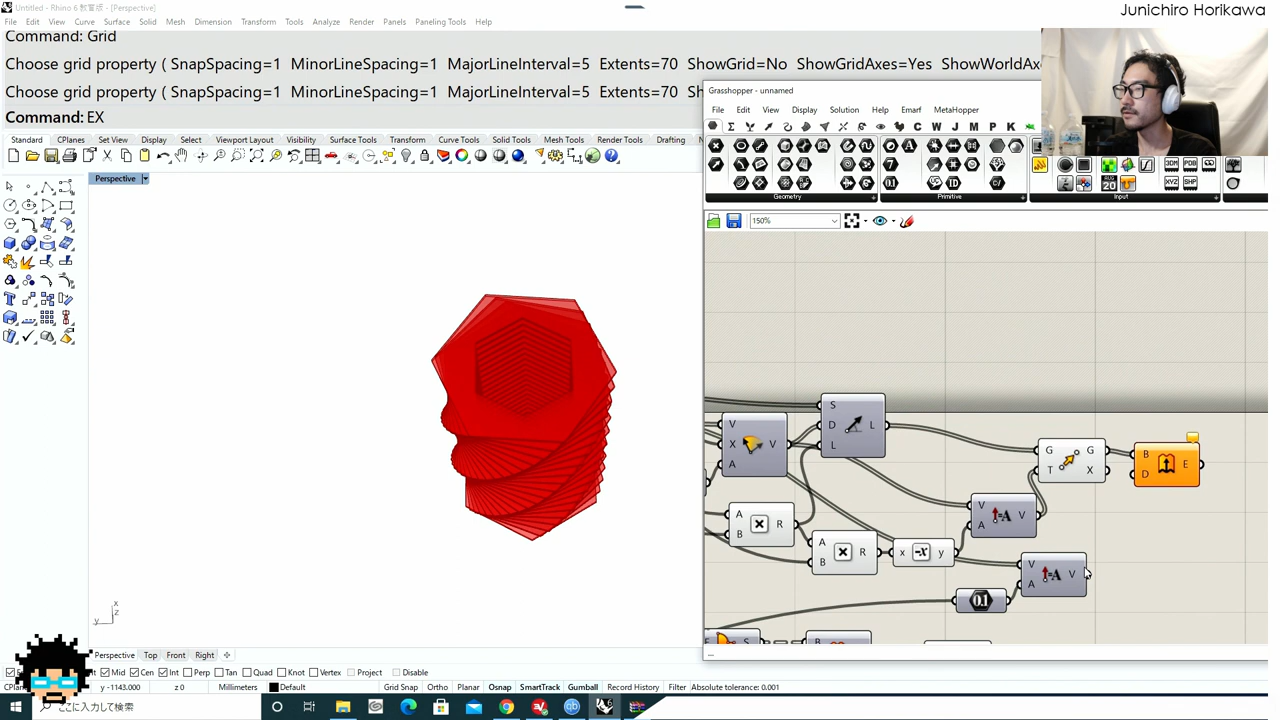 Untitled - Rhino 6 教育版 - [Perspective]
Junichiro Horikawa
File Edit View Curve Surface Solid Mesh Dimension Transform Tools Analyze Render Panels Paneling Tools Help
Command: Grid
Choose grid property ( SnapSpacing=1 MinorLineSpacing=1 MajorLineInterval=5 Extents=70 ShowGrid=No ShowGridAxes=Yes ShowWorldAx
Choose grid property ( SnapSpacing=1 MinorLineSpacing=1 MajorLineInterval=5 Extents=70 Sh
Command: EX
Standard CPlanes Set View Display Select Viewport Layout Visibility Transform Curve Tools Surface Tools Solid Tools Mesh Tools Render Tools Drafting
Perspective
Grasshopper - unnamed
File Edit View Display Solution Help Emarf MetaHopper
C W J M P K
Geometry Primitive Input
150%
S
D L
L
V
X V
A
G G
T X
B E
D
V V
A
A R
B
A R
B
x -x y
V V
A
0.1
S B
x
z
y
Perspective Top Front Right
Mid Cen Int Perp Tan Quad Knot Vertex Project Disable
y -1143.000 z 0 Millimeters Default Grid Snap Ortho Planar Osnap SmartTrack Gumball Record History Filter Absolute tolerance: 0.001
ここに入力して検索